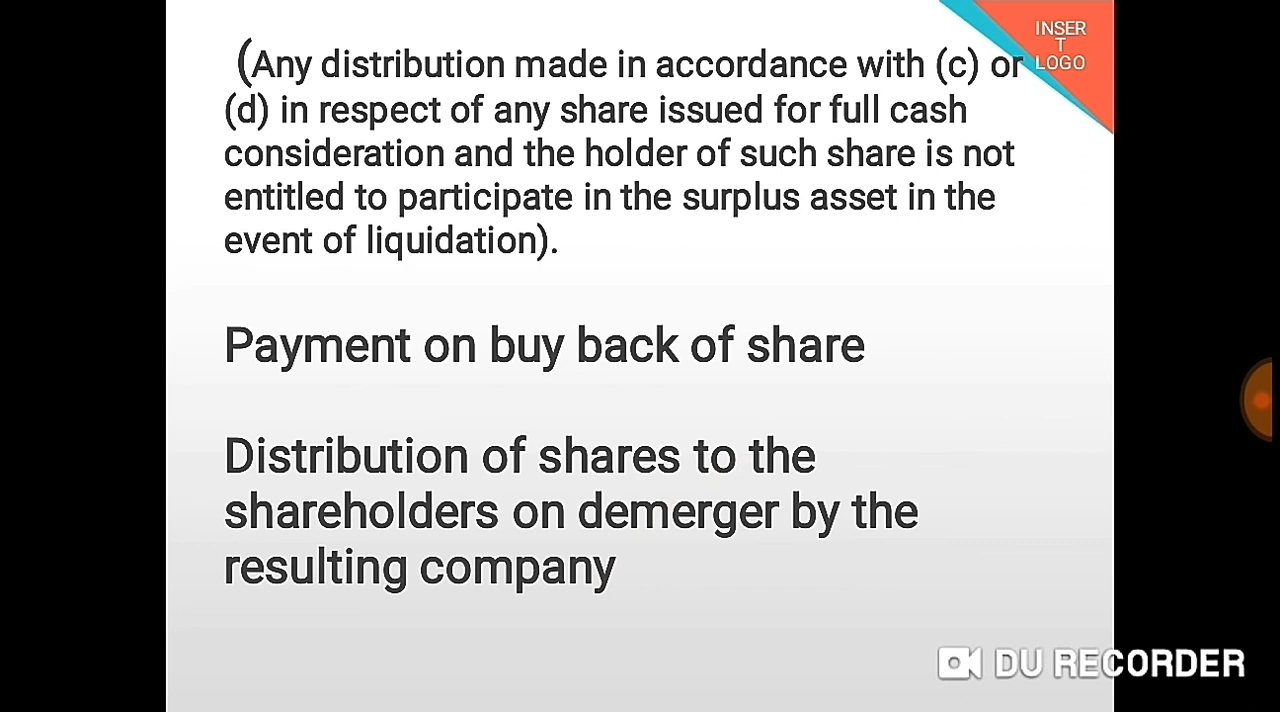 (Any distribution made in accordance with (c) or
(d) in respect of any share issued for full cash
consideration and the holder of such share is not
entitled to participate in the surplus asset in the
event of liquidation).
Payment on buy back of share
Distribution of shares to the
shareholders on demerger by the
resulting company
INSER
T
LOGO
DU RECORDER